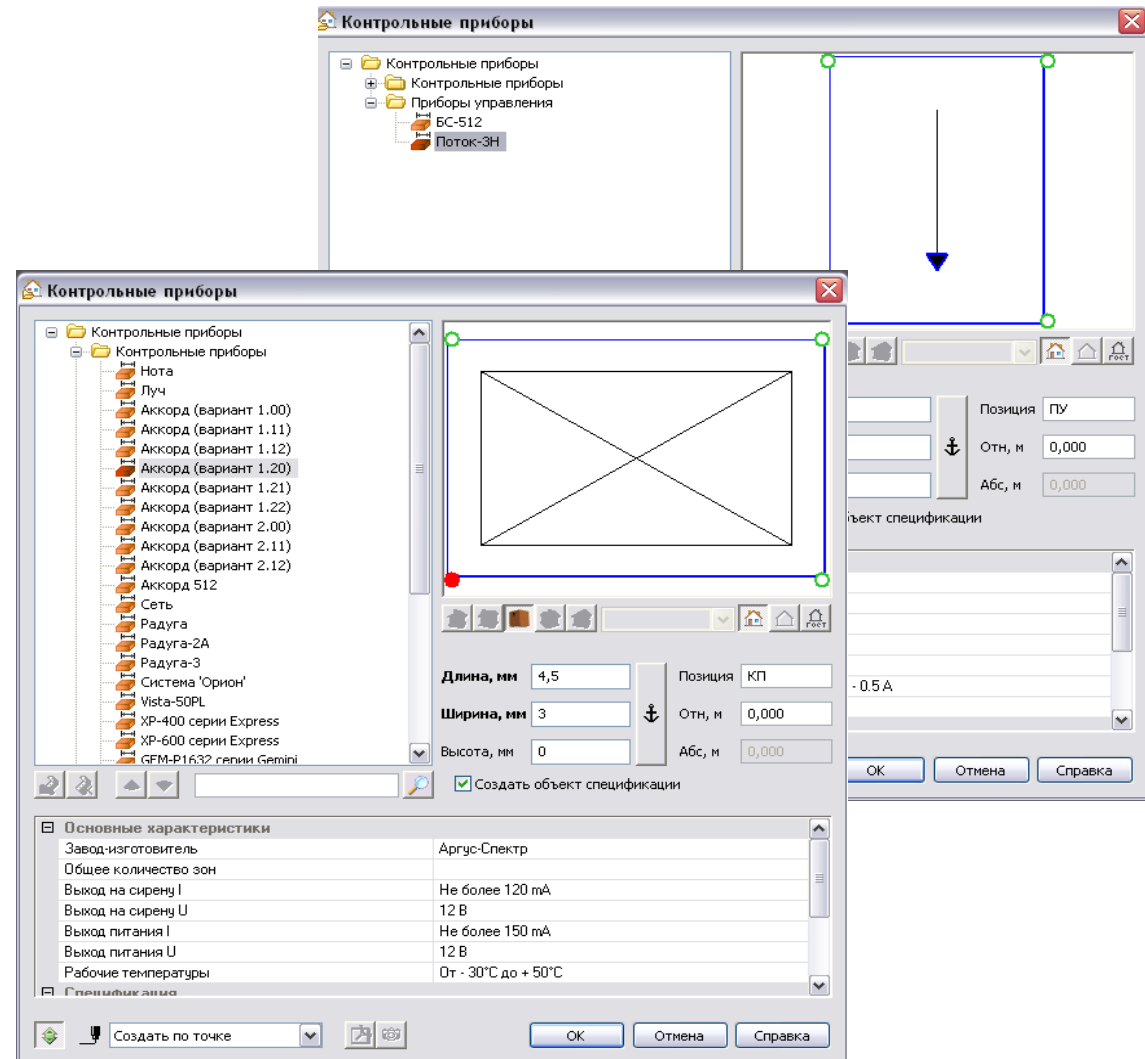 Контрольные приборы
Контрольные приборы
Контрольные приборы
Приборы управления
БС-512
Поток-3Н
ГОСТ
Позиция ПУ
Отн, м 0,000
Абс, м 0,000
ъект спецификации
- 0.5 A
ОК Отмена Справка
Контрольные приборы
Контрольные приборы
Контрольные приборы
Нота
Луч
Аккорд (вариант 1.00)
Аккорд (вариант 1.11)
Аккорд (вариант 1.12)
Аккорд (вариант 1.20)
Аккорд (вариант 1.21)
Аккорд (вариант 1.22)
Аккорд (вариант 2.00)
Аккорд (вариант 2.11)
Аккорд (вариант 2.12)
Аккорд 512
Сеть
Радуга
Радуга-2А
Радуга-3
Система 'Орион'
Vista-50PL
XP-400 серии Express
XP-600 серии Express
GEM-P1632 серии Gemini
ГОСТ
Длина, мм 4,5 Позиция КП
Ширина, мм 3 Отн, м 0,000
Высота, мм 0 Абс, м 0,000
Создать объект спецификации
Основные характеристики
Завод-изготовитель Аргус-Спектр
Общее количество зон
Выход на сирену I Не более 120 mA
Выход на сирену U 12 В
Выход питания I Не более 150 mA
Выход питания U 12 В
Рабочие температуры От - 30°C до + 50°C
Спецификация
Создать по точке ОК Отмена Справка